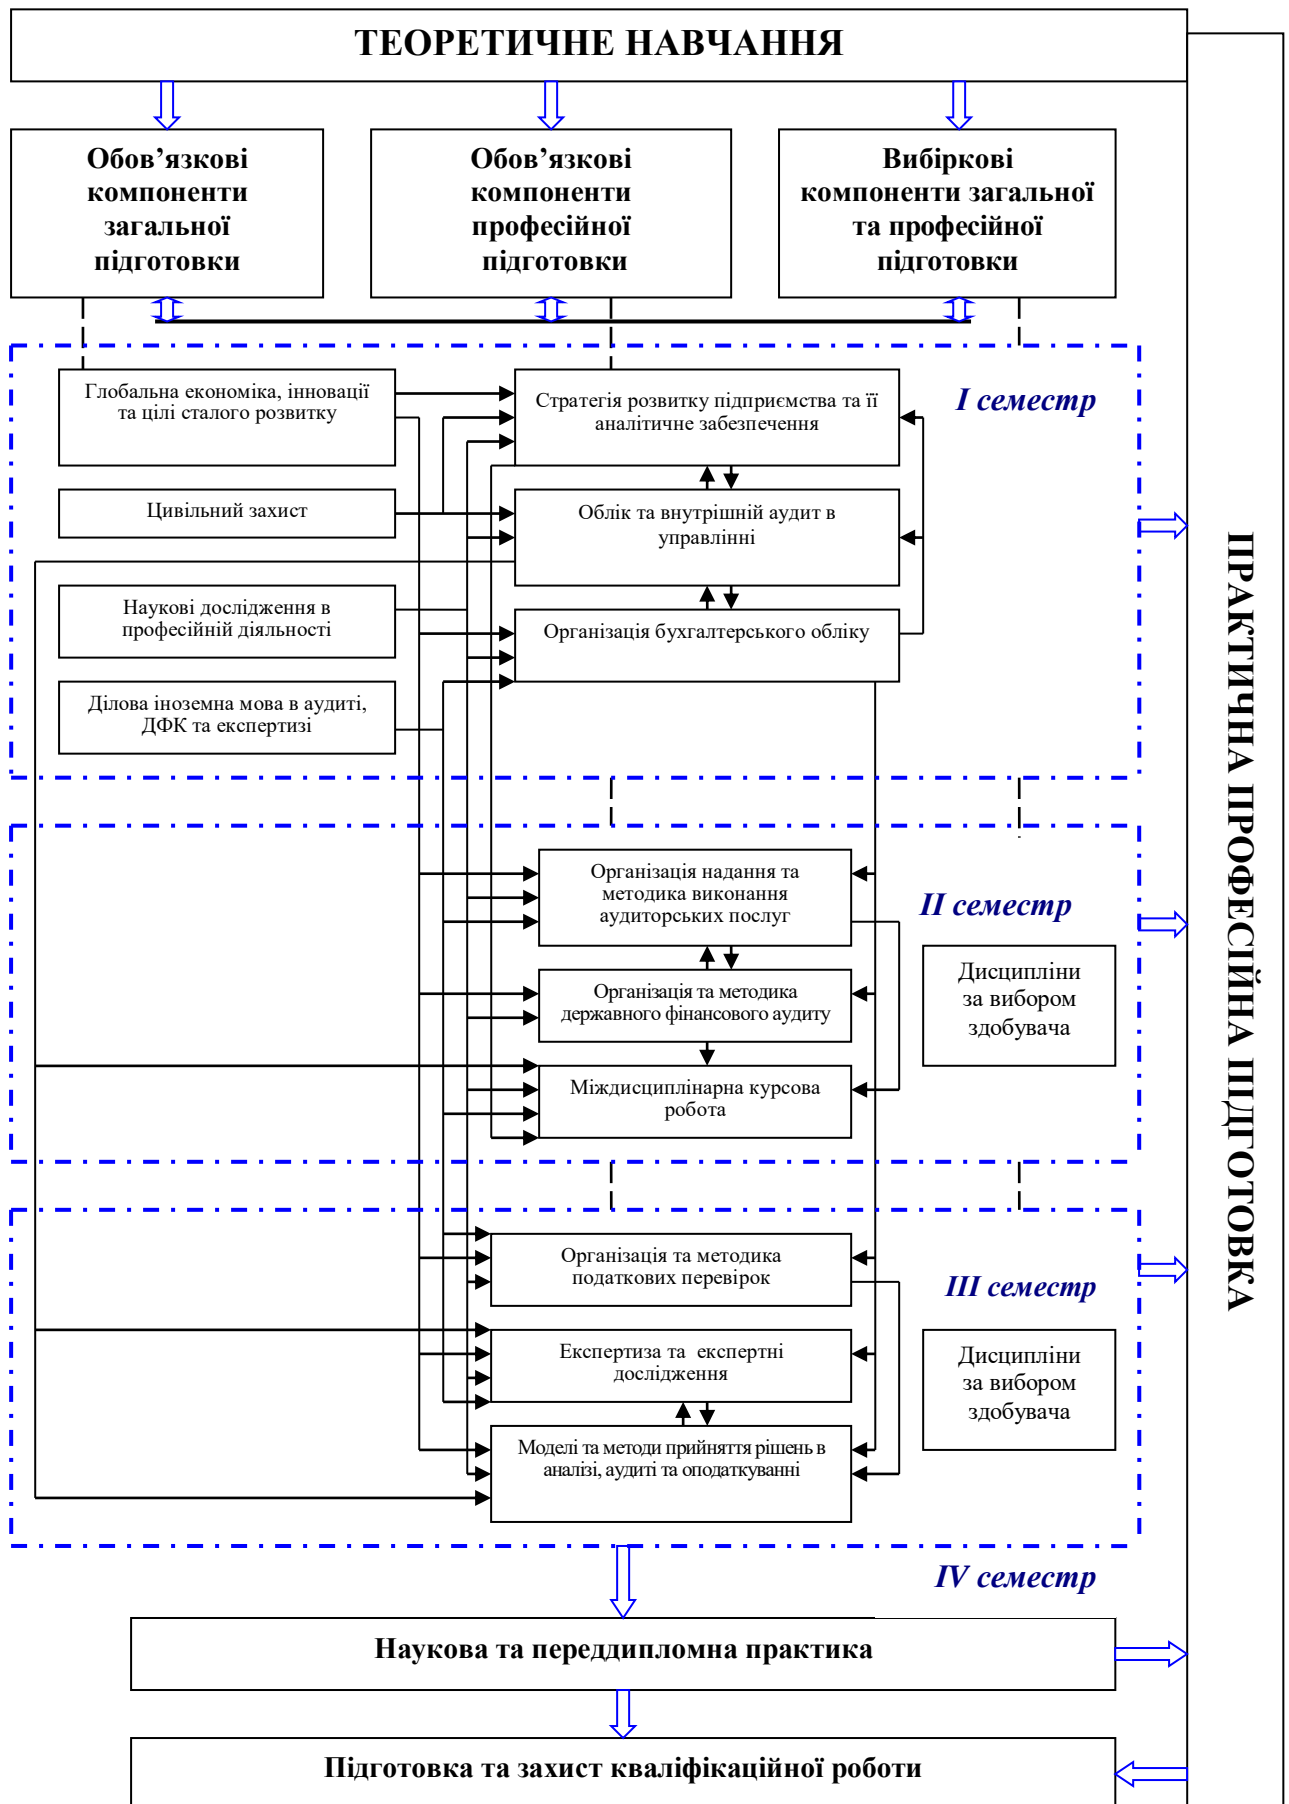 ТЕОРЕТИЧНЕ НАВЧАННЯ
Обов’язкові
компоненти
загальної
підготовки
Обов’язкові
компоненти
професійної
підготовки
Вибіркові
компоненти загальної
та професійної
підготовки
I семестр
Глобальна економіка, інновації
та цілі сталого розвитку
Цивільний захист
Наукові дослідження в
професійній діяльності
Ділова іноземна мова в аудиті,
ДФК та експертизі
Стратегія розвитку підприємства та її
аналітичне забезпечення
Облік та внутрішній аудит в
управлінні
Організація бухгалтерського обліку
II семестр
Організація надання та
методика виконання
аудиторських послуг
Організація та методика
державного фінансового аудиту
Міждисциплінарна курсова
робота
Дисципліни
за вибором
здобувача
III семестр
Організація та методика
податкових перевірок
Експертиза та експертні
дослідження
Моделі та методи прийняття рішень в
аналізі, аудиті та оподаткуванні
Дисципліни
за вибором
здобувача
IV семестр
Наукова та переддипломна практика
Підготовка та захист кваліфікаційної роботи
ПРАКТИЧНА ПРОФЕСІЙНА ПІДГОТОВКА